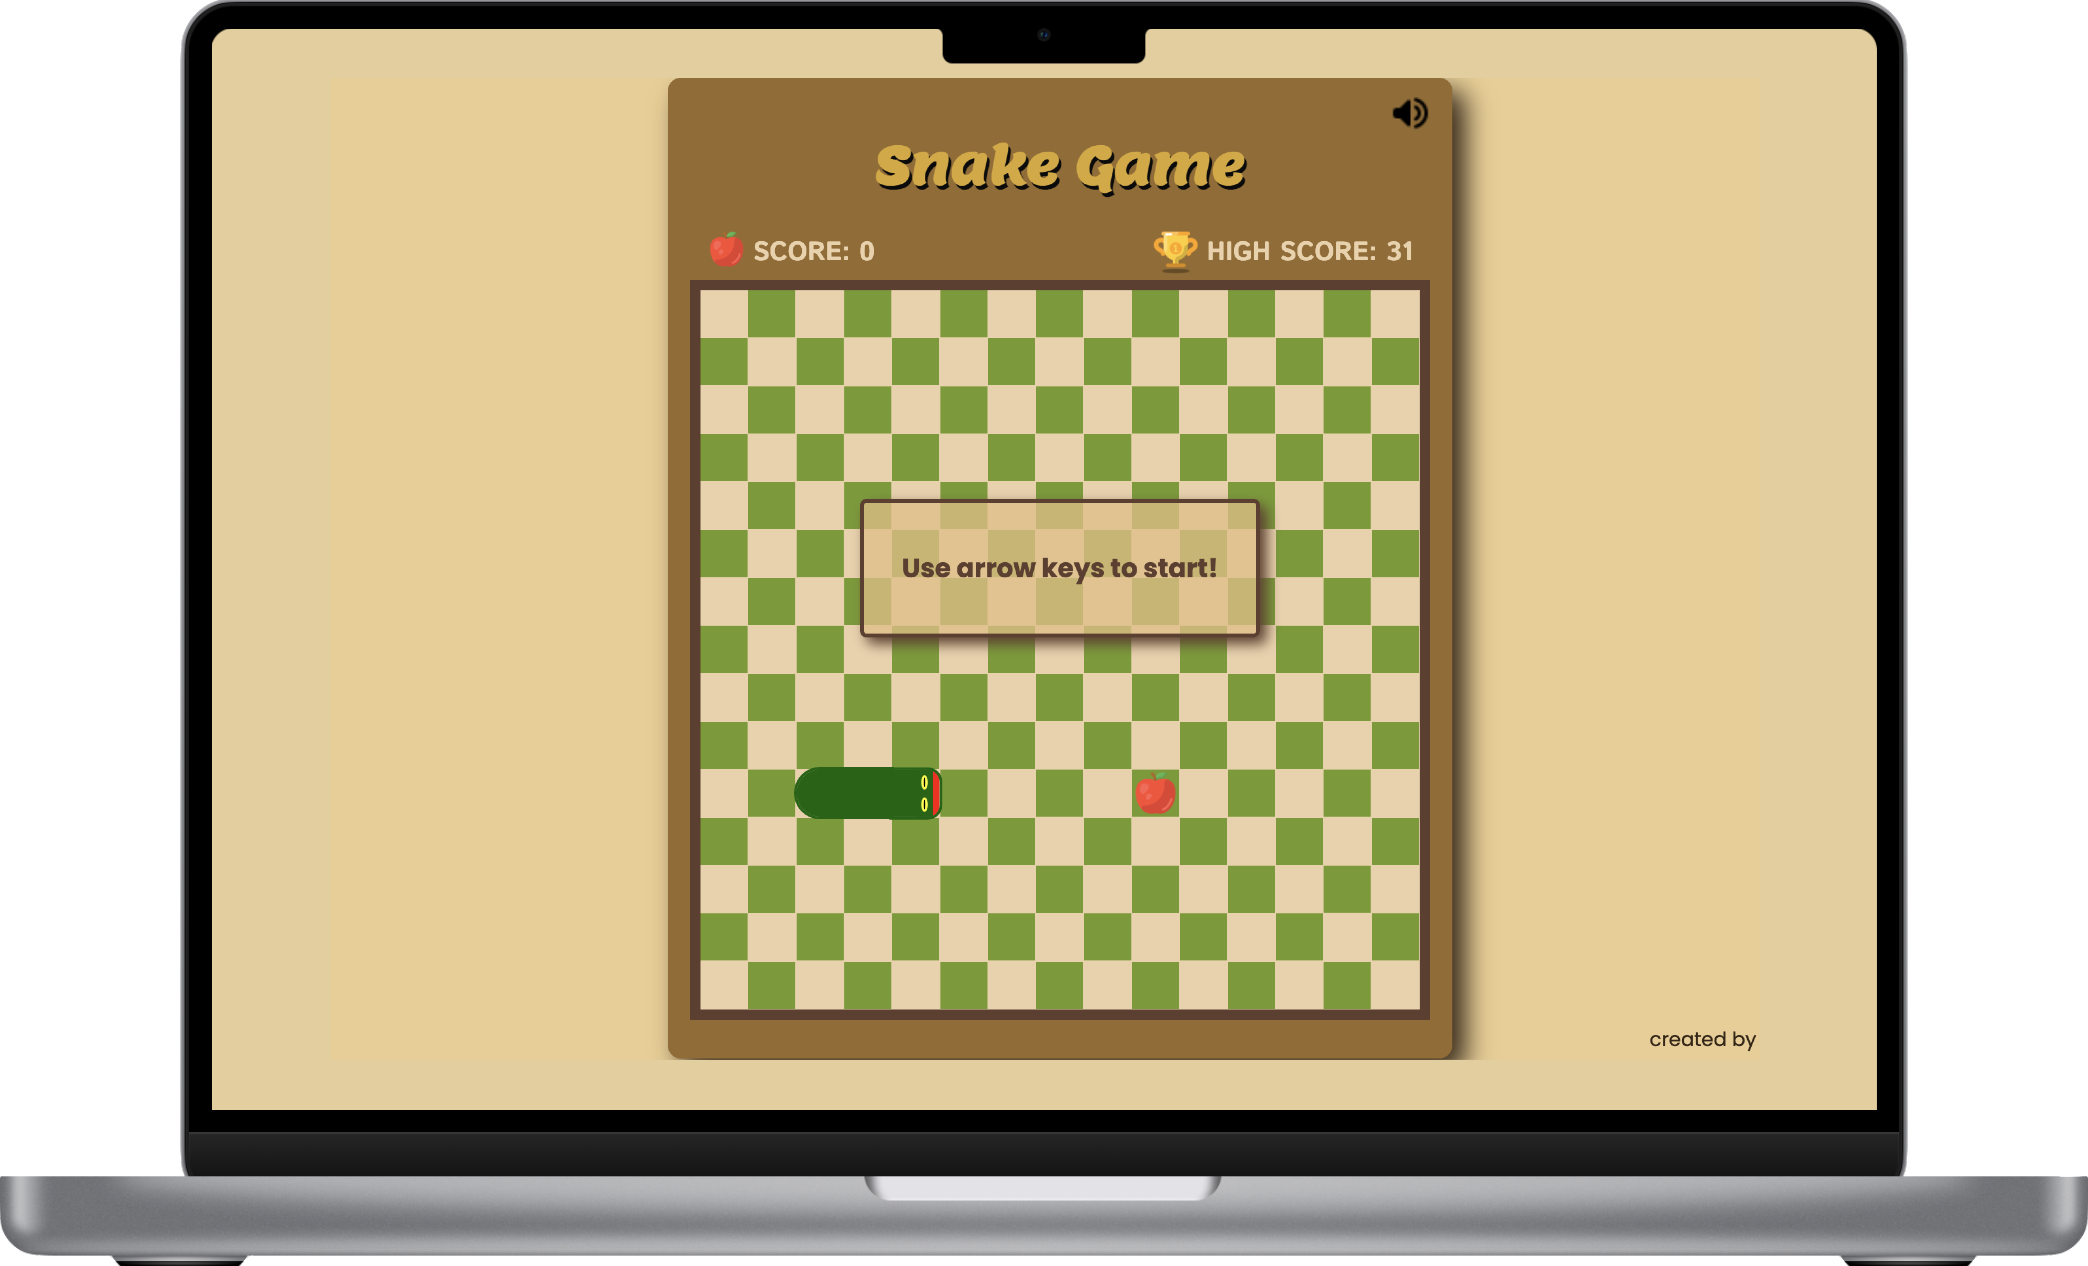 Snake Game
SCORE: 0
HIGH SCORE: 31
Use arrow keys to start!
created by